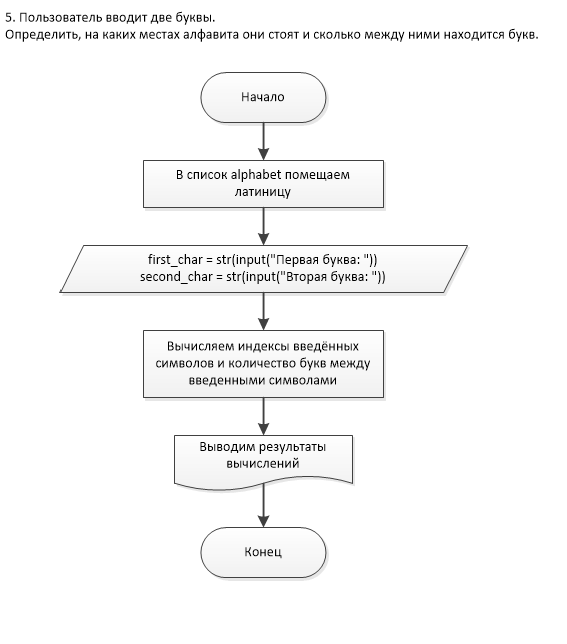 5. Пользователь вводит две буквы.
Определить, на каких местах алфавита они стоят и сколько между ними находится букв.
Начало
В список alphabet помещаем
латиницу
first_char = str(input("Первая буква: "))
second_char = str(input("Вторая буква: "))
Вычисляем индексы введённых
символов и количество букв между
введенными символами
Выводим результаты
вычислений
Конец